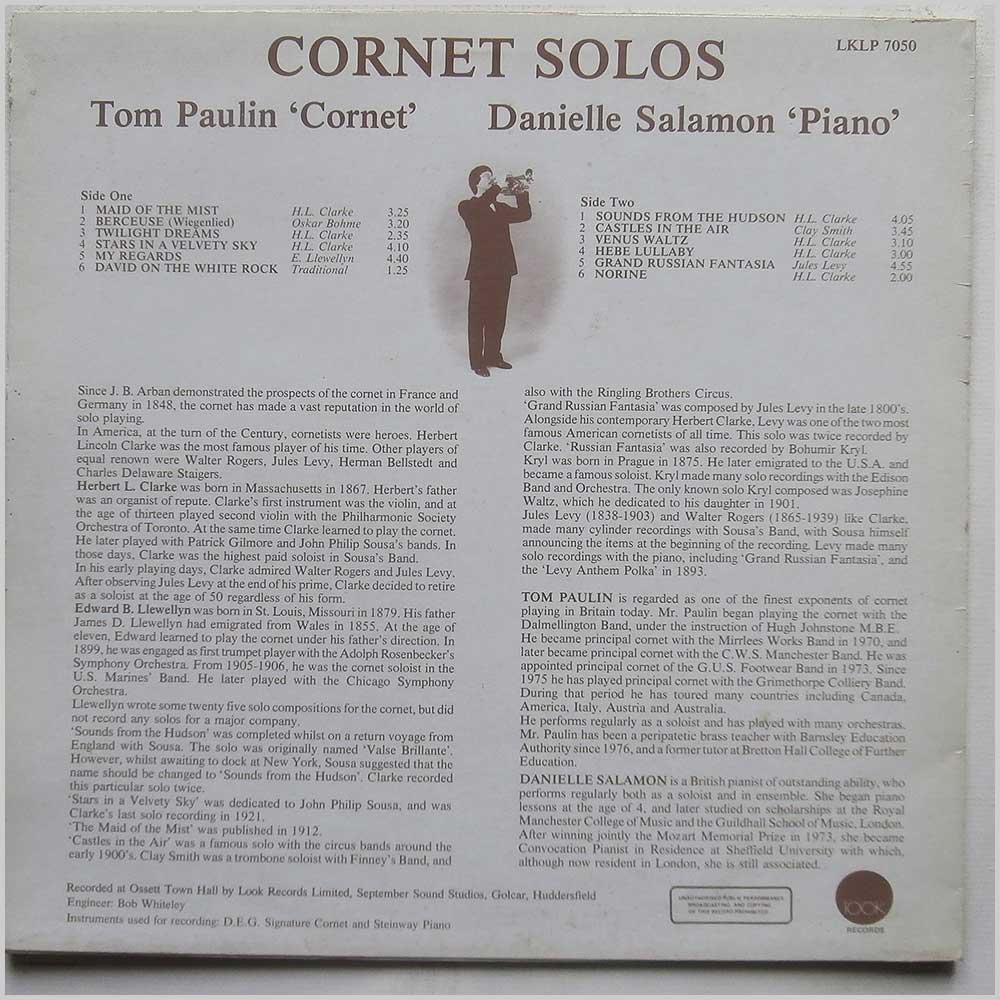 CORNET SOLOS
LKLP 7050
Tom Paulin ‘Cornet’
Danielle Salamon ‘Piano’
Side One
1 MAID OF THE MIST H.L. Clarke 3.25
2 BERCEUSE (Wiegenlied) Oskar Bohme 3.20
3 TWILIGHT DREAMS H.L. Clarke 2.35
4 STARS IN A VELVETY SKY H.L. Clarke 4.10
5 MY REGARDS E. Llewellyn 4.40
6 DAVID ON THE WHITE ROCK Traditional 1.25
Side Two
1 SOUNDS FROM THE HUDSON H.L. Clarke 4.05
2 CASTLES IN THE AIR Clay Smith 3.45
3 VENUS WALTZ H.L. Clarke 3.10
4 HEBE LULLABY H.L. Clarke 3.00
5 GRAND RUSSIAN FANTASIA Jules Levy 4.55
6 NORINE H.L. Clarke 2.00
Since J. B. Arban demonstrated the prospects of the cornet in France and
Germany in 1848, the cornet has made a vast reputation in the world of
solo playing.
In America, at the turn of the Century, cornetists were heroes. Herbert
Lincoln Clarke was the most famous player of his time. Other players of
equal renown were Walter Rogers, Jules Levy, Herman Bellstedt and
Charles Delaware Staigers.
Herbert L. Clarke was born in Massachusetts in 1867. Herbert's father
was an organist of repute. Clarke's first instrument was the violin, and at
the age of thirteen played second violin with the Philharmonic Society
Orchestra of Toronto. At the same time Clarke learned to play the cornet.
He later played with Patrick Gilmore and John Philip Sousa's bands. In
those days, Clarke was the highest paid soloist in Sousa's Band.
In his early playing days, Clarke admired Walter Rogers and Jules Levy.
After observing Jules Levy at the end of his prime, Clarke decided to retire
as a soloist at the age of 50 regardless of his form.
Edward B. Llewellyn was born in St. Louis, Missouri in 1879. His father
James D. Llewellyn had emigrated from Wales in 1855. At the age of
eleven, Edward learned to play the cornet under his father's direction. In
1899, he was engaged as first trumpet player with the Adolph Rosenbecker's
Symphony Orchestra. From 1905-1906, he was the cornet soloist in the
U.S. Marines' Band. He later played with the Chicago Symphony
Orchestra.
Llewellyn wrote some twenty five solo compositions for the cornet, but did
not record any solos for a major company.
‘Sounds from the Hudson’ was completed whilst on a return voyage from
England with Sousa. The solo was originally named ‘Valse Brillante’.
However, whilst awaiting to dock at New York, Sousa suggested that the
name should be changed to ‘Sounds from the Hudson’. Clarke recorded
this particular solo twice.
‘Stars in a Velvety Sky’ was dedicated to John Philip Sousa, and was
Clarke's last solo recording in 1921.
‘The Maid of the Mist’ was published in 1912.
‘Castles in the Air’ was a famous solo with the circus bands around the
early 1900's. Clay Smith was a trombone soloist with Finney's Band, and
also with the Ringling Brothers Circus.
‘Grand Russian Fantasia’ was composed by Jules Levy in the late 1800's.
Alongside his contemporary Herbert Clarke, Levy was one of the two most
famous American cornetists of all time. This solo was twice recorded by
Clarke. ‘Russian Fantasia’ was also recorded by Bohumir Kryl.
Kryl was born in Prague in 1875. He later emigrated to the U.S.A. and
became a famous soloist. Kryl made many solo recordings with the Edison
Band and Orchestra. The only known solo Kryl composed was Josephine
Waltz, which he dedicated to his daughter in 1901.
Jules Levy (1838-1903) and Walter Rogers (1865-1939) like Clarke,
made many cylinder recordings with Sousa's Band, with Sousa himself
announcing the items at the beginning of the recording. Levy made many
solo recordings with the piano, including ‘Grand Russian Fantasia’, and
the ‘Levy Anthem Polka’ in 1893.
TOM PAULIN is regarded as one of the finest exponents of cornet
playing in Britain today. Mr. Paulin began playing the cornet with the
Dalmellington Band, under the instruction of Hugh Johnstone M.B.E.
He became principal cornet with the Mirrlees Works Band in 1970, and
later became principal cornet with the C.W.S. Manchester Band. He was
appointed principal cornet of the G.U.S. Footwear Band in 1973. Since
1975 he has played principal cornet with the Grimethorpe Colliery Band.
During that period he has toured many countries including Canada,
America, Italy, Austria and Australia.
He performs regularly as a soloist and has played with many orchestras.
Mr. Paulin has been a peripatetic brass teacher with Barnsley Education
Authority since 1976, and a former tutor at Bretton Hall College of Further
Education.
DANIELLE SALAMON is a British pianist of outstanding ability, who
performs regularly both as a soloist and in ensemble. She began piano
lessons at the age of 4, and later studied on scholarships at the Royal
Manchester College of Music and the Guildhall School of Music, London.
After winning jointly the Mozart Memorial Prize in 1973, she became
Convocation Pianist in Residence at Sheffield University with which,
although now resident in London, she is still associated.
Recorded at Ossett Town Hall by Look Records Limited, September Sound Studios, Golcar, Huddersfield
Engineer: Bob Whiteley
Instruments used for recording: D.E.G. Signature Cornet and Steinway Piano
UNAUTHORISED PUBLIC PERFORMANCE
BROADCASTING AND COPYING
OF THIS RECORD PROHIBITED.
LOOK
RECORDS